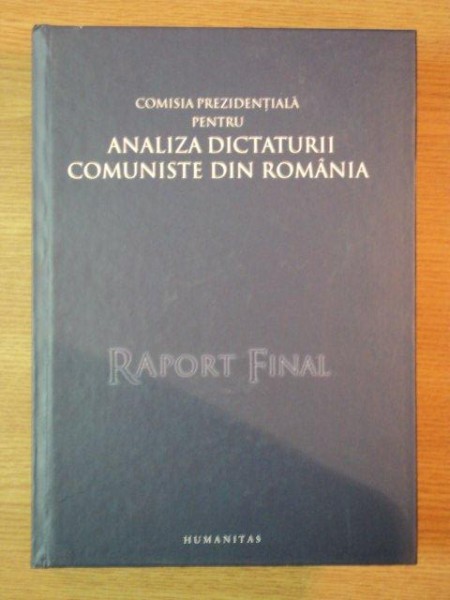 COMISIA PREZIDENȚIALĂ
PENTRU
ANALIZA DICTATURII
COMUNISTE DIN ROMÂNIA
RAPORT FINAL
HUMANITAS